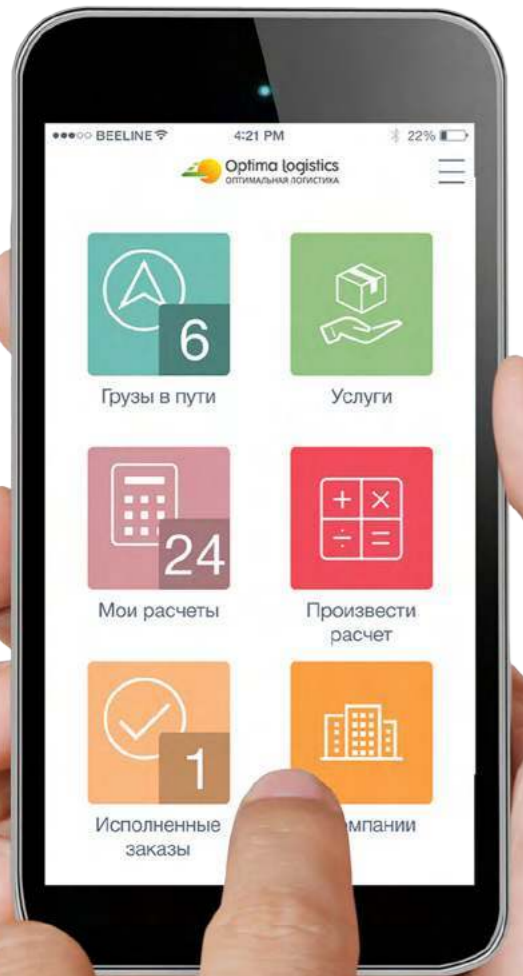 BEELINE
4:21 PM
22%
Optima logistics
ОПТИМАЛЬНАЯ ЛОГИСТИКА
6
Грузы в пути
Услуги
24
Мои расчеты
Произвести
расчет
1
Исполненные
заказы
мпании